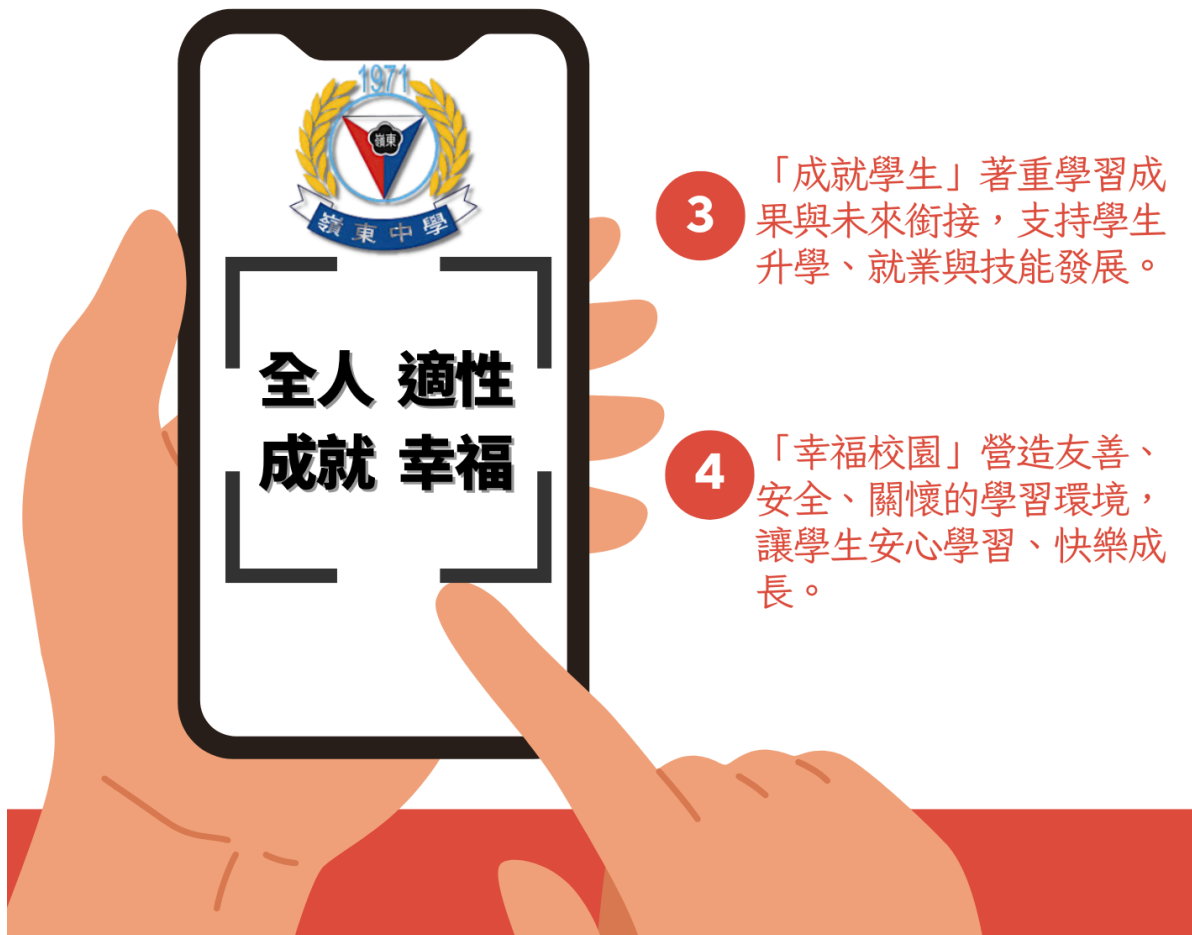 1971
嶺東
嶺東中學
全人 適性
成就 幸福
3
「成就學生」著重學習成
果與未來銜接，支持學生
升學、就業與技能發展。
4
「幸福校園」營造友善、
安全、關懷的學習環境，
讓學生安心學習、快樂成
長。